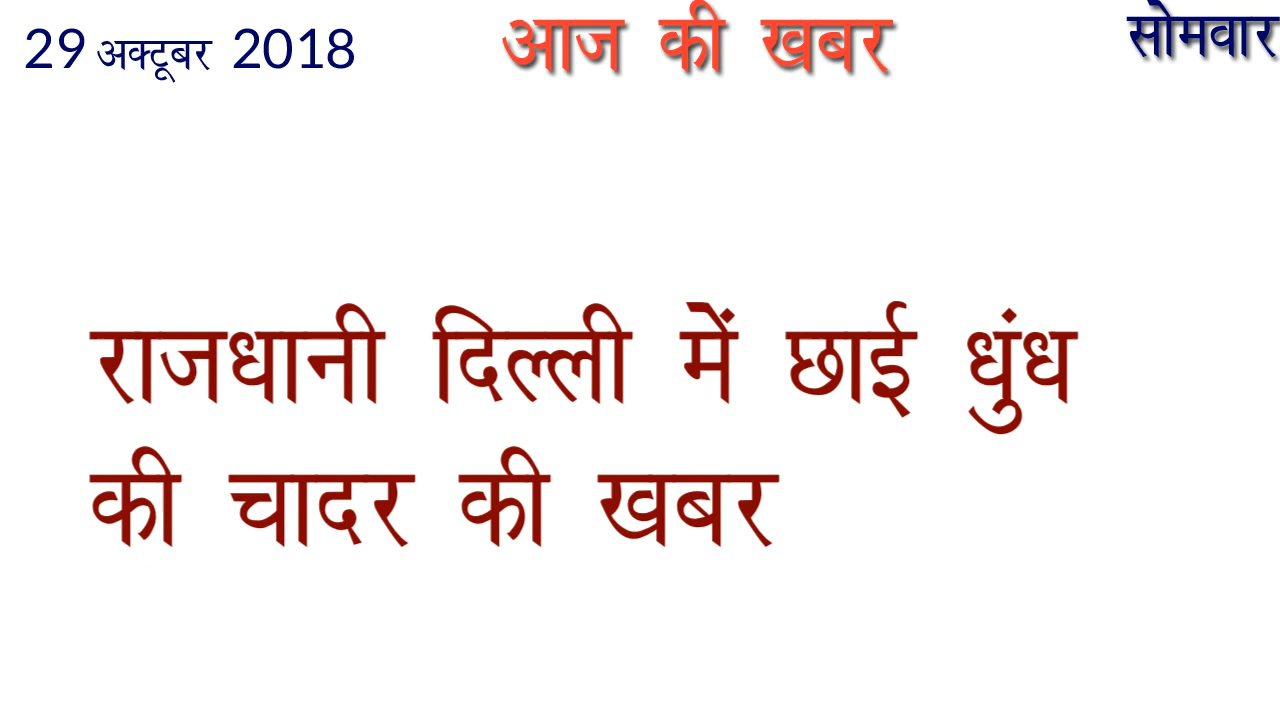 29 अक्टूबर 2018 आज की खबर सोमवार
राजधानी दिल्ली में छाई धुंध
की चादर की खबर